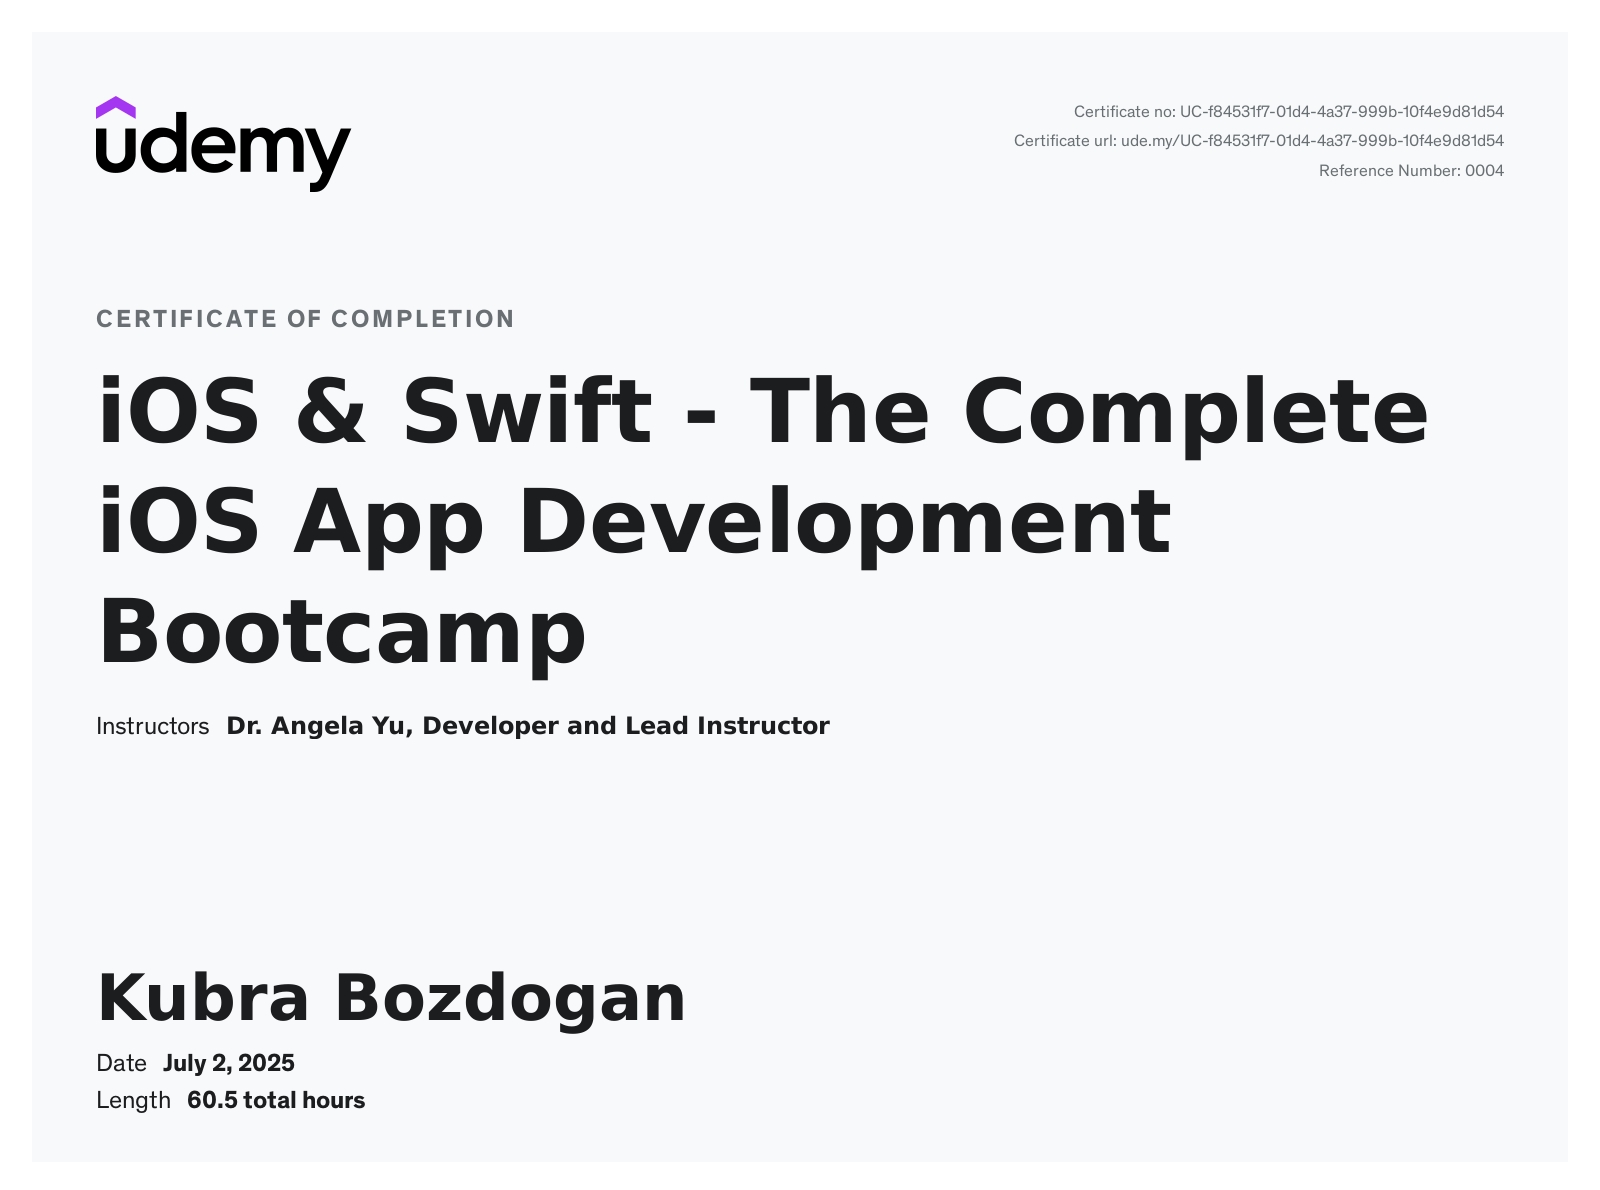 udemy
Certificate no: UC-f84531f7-01d4-4a37-999b-10f4e9d81d54
Certificate url: ude.my/UC-f84531f7-01d4-4a37-999b-10f4e9d81d54
Reference Number: 0004
CERTIFICATE OF COMPLETION
iOS & Swift - The Complete
iOS App Development
Bootcamp
Instructors Dr. Angela Yu, Developer and Lead Instructor
Kubra Bozdogan
Date July 2, 2025
Length 60.5 total hours